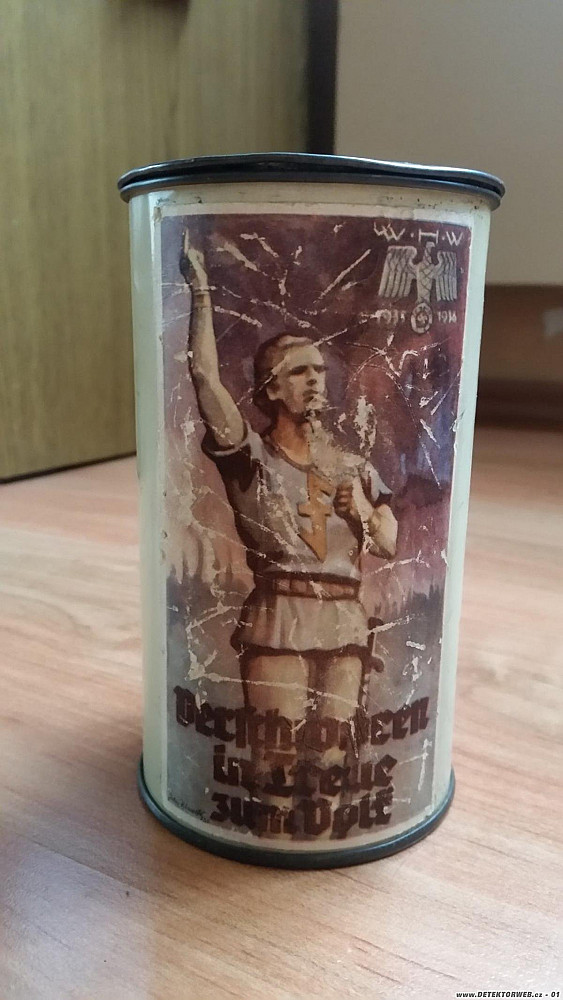 W·H·W
Verschworen
in Treue
zum Volk
www.DETEKTORWEB.cz - 01